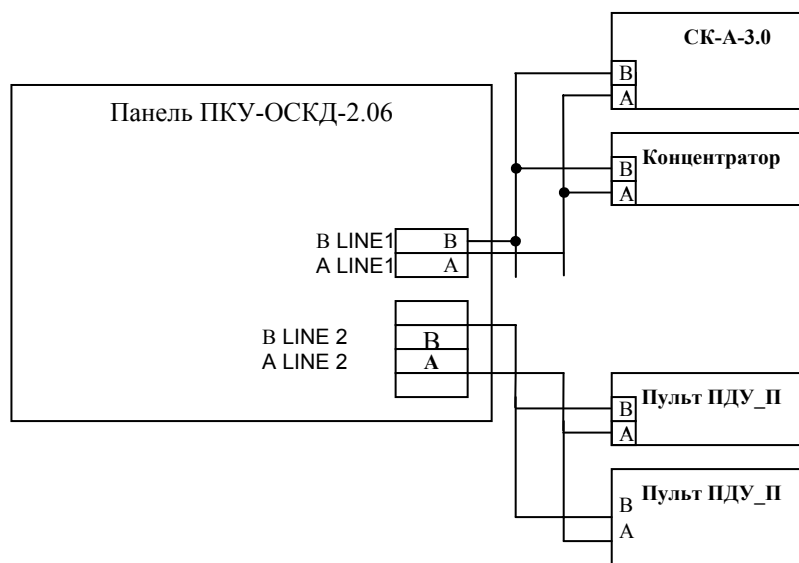 СК-А-3.0
В
А
Панель ПКУ-ОСКД-2.06
Концентратор
В
А
В LINE1 В
А LINE1 А
В LINE 2 В
А LINE 2 А
Пульт ПДУ_П
В
А
Пульт ПДУ_П
В
А